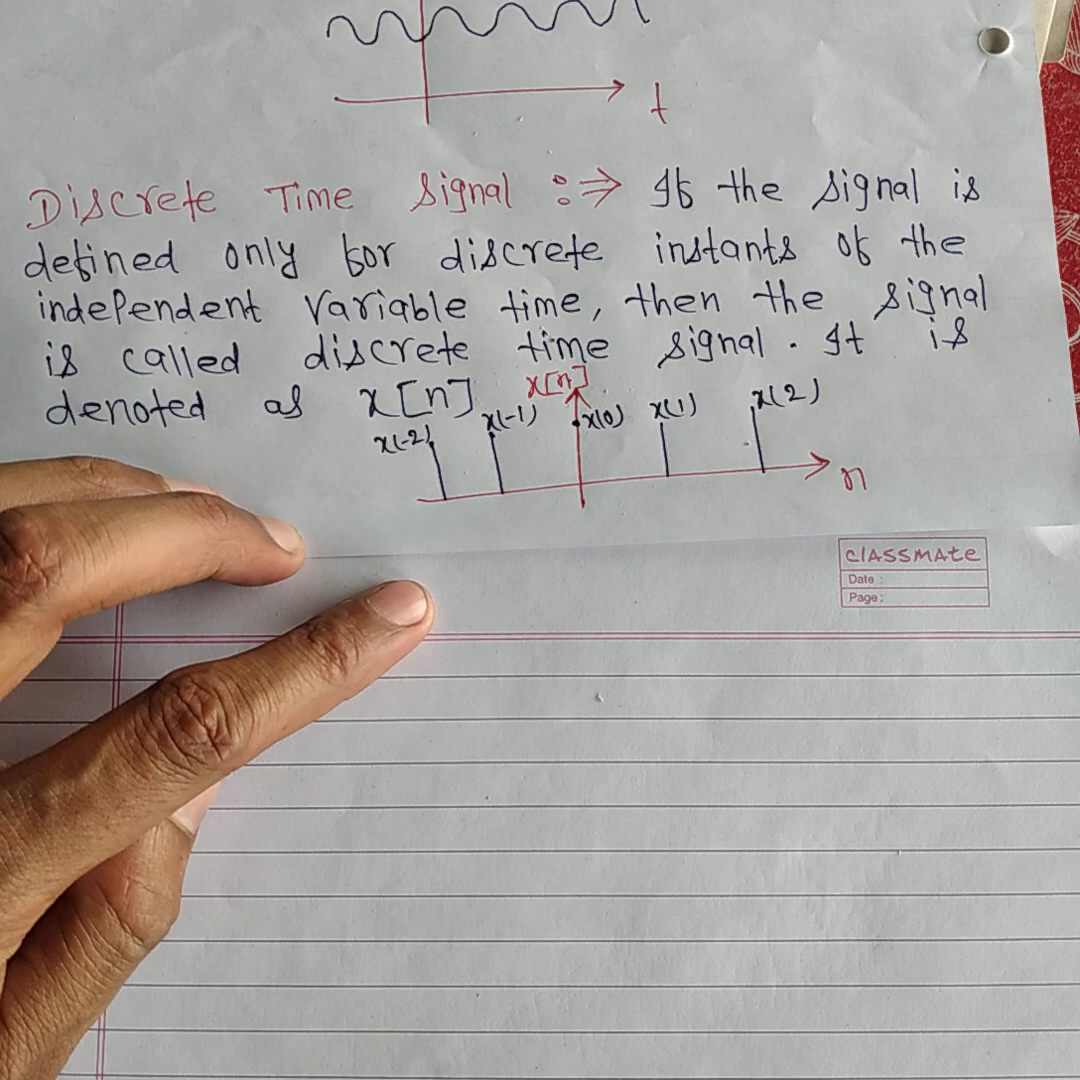 t
Discrete Time Signal :⇒ If the signal is
defined only for discrete instants of the
independent Variable time, then the signal
is called discrete time signal. It is
denoted as x[n]
x[n]
x(-2) x(-1) x(0) x(1) x(2)
n
CLASSMATE
Date :
Page :